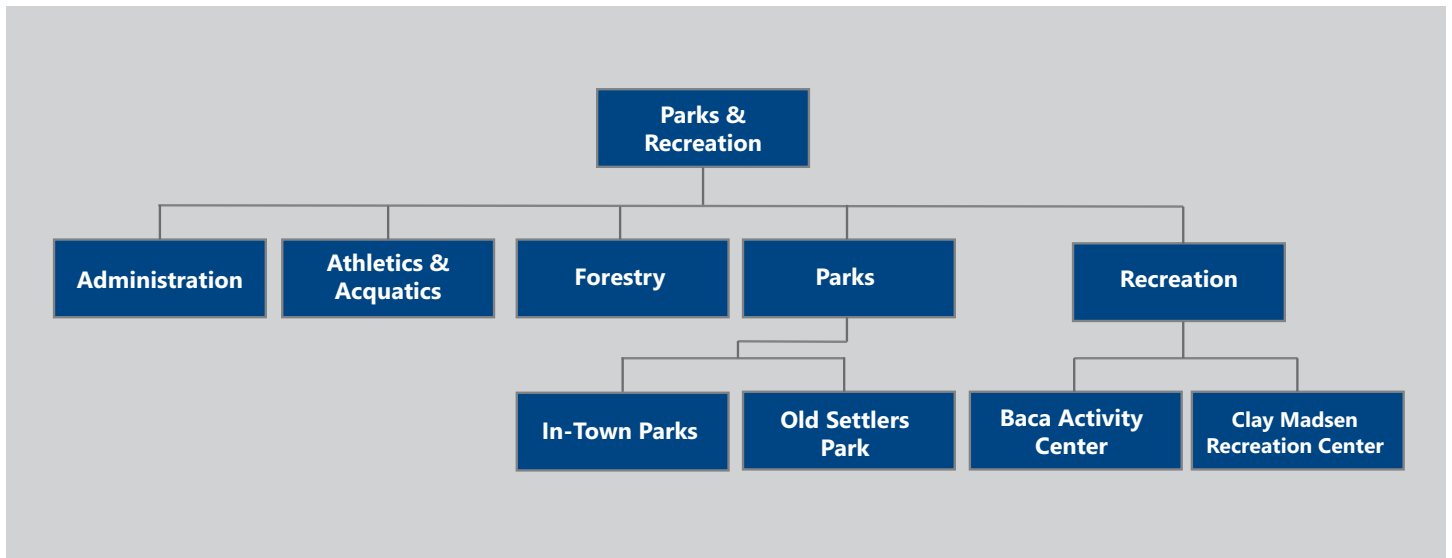 Parks &
Recreation
Administration
Athletics &
Acquatics
Forestry
Parks
Recreation
In-Town Parks
Old Settlers
Park
Baca Activity
Center
Clay Madsen
Recreation Center